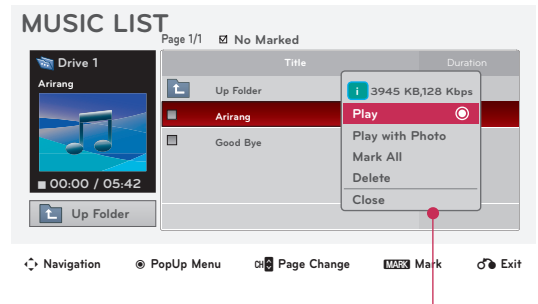 MUSIC LIST
Page 1/1 No Marked
Drive 1
Arirang
00:00 / 05:42
Up Folder
Title Duration
Up Folder
Arirang
Good Bye
i 3945 KB,128 Kbps
Play
Play with Photo
Mark All
Delete
Close
Navigation PopUp Menu CH Page Change MARK Mark Exit